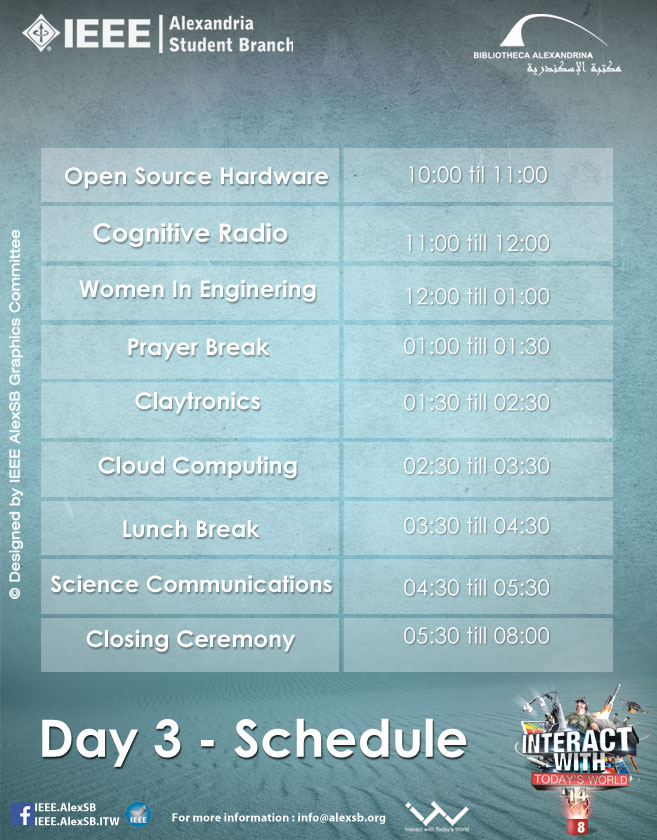 IEEE
Alexandria
Student Branch
BIBLIOTHECA ALEXANDRINA
مكتبة الإسكندرية
Open Source Hardware 10:00 til 11:00
Cognitive Radio 11:00 till 12:00
Women In Enginering 12:00 till 01:00
Prayer Break 01:00 till 01:30
Claytronics 01:30 till 02:30
Cloud Computing 02:30 till 03:30
Lunch Break 03:30 till 04:30
Science Communications 04:30 till 05:30
Closing Ceremony 05:30 till 08:00
© Designed by IEEE AlexSB Graphics Committee
Day 3 - Schedule
INTERACT
WITH
TODAY'S WORLD
14
8
f IEEE.AlexSB
IEEE.AlexSB.ITW
IEEE
For more information : info@alexsb.org
Interact with Today's World